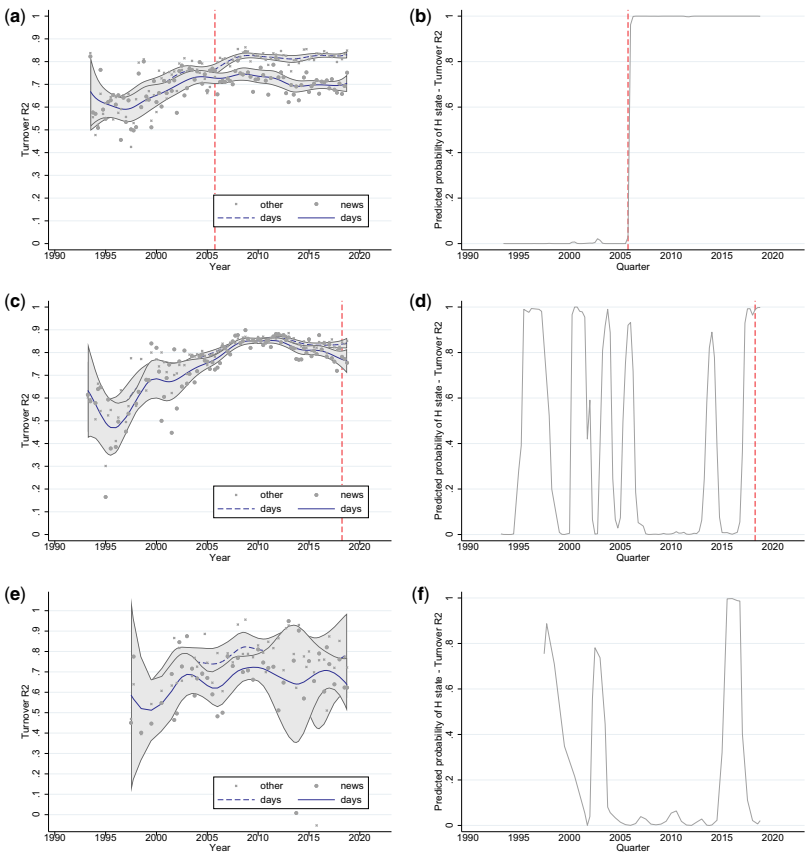 (a)
Turnover R2
0 .1 .2 .3 .4 .5 .6 .7 .8 .9 1
other news
days days
1990 1995 2000 2005 2010 2015 2020
Year
(b)
Predicted probability of H state - Turnover R2
0 .2 .4 .6 .8 1
1990 1995 2000 2005 2010 2015 2020
Quarter
(c)
Turnover R2
0 .1 .2 .3 .4 .5 .6 .7 .8 .9 1
other news
days days
1990 1995 2000 2005 2010 2015 2020
Year
(d)
Predicted probability of H state - Turnover R2
0 .2 .4 .6 .8 1
1990 1995 2000 2005 2010 2015 2020
Quarter
(e)
Turnover R2
0 .1 .2 .3 .4 .5 .6 .7 .8 .9 1
other news
days days
1990 1995 2000 2005 2010 2015 2020
Year
(f)
Predicted probability of H state - Turnover R2
0 .2 .4 .6 .8 1
1990 1995 2000 2005 2010 2015 2020
Quarter